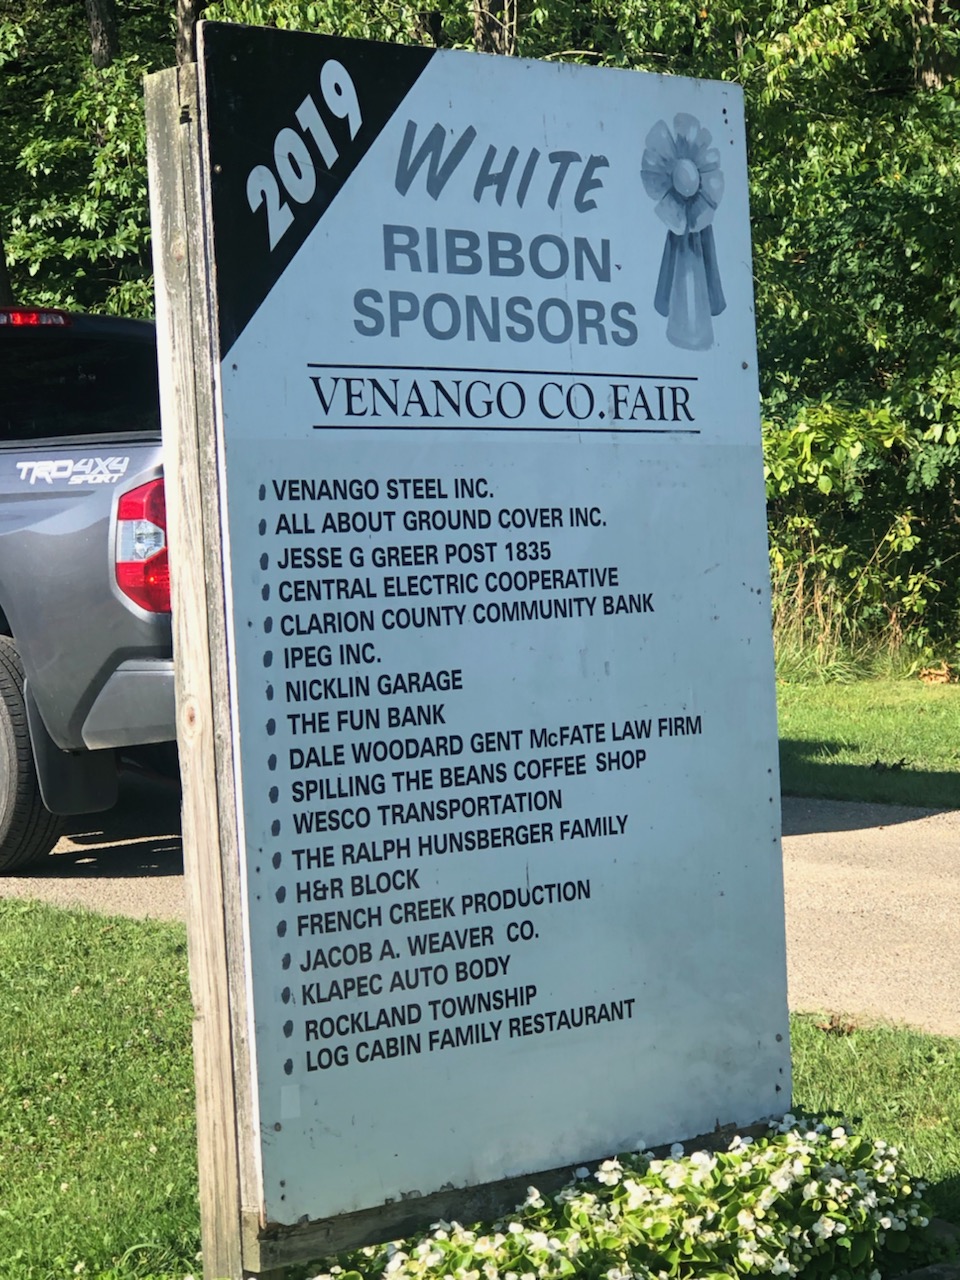 2019
WHITE
RIBBON
SPONSORS
VENANGO CO. FAIR
TRD 4X4
SPORT
VENANGO STEEL INC.
ALL ABOUT GROUND COVER INC.
JESSE G GREER POST 1835
CENTRAL ELECTRIC COOPERATIVE
CLARION COUNTY COMMUNITY BANK
IPEG INC.
NICKLIN GARAGE
THE FUN BANK
DALE WOODARD GENT McFATE LAW FIRM
SPILLING THE BEANS COFFEE SHOP
WESCO TRANSPORTATION
THE RALPH HUNSBERGER FAMILY
H&R BLOCK
FRENCH CREEK PRODUCTION
JACOB A. WEAVER CO.
KLAPEC AUTO BODY
ROCKLAND TOWNSHIP
LOG CABIN FAMILY RESTAURANT